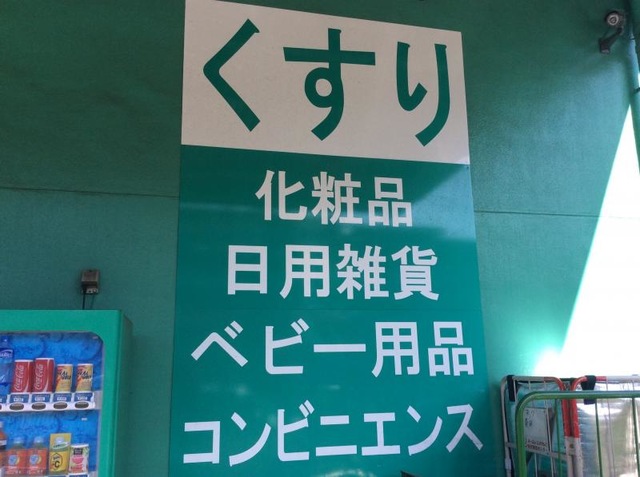 くすり
化粧品
日用雑貨
ベビー用品
コンビニエンス